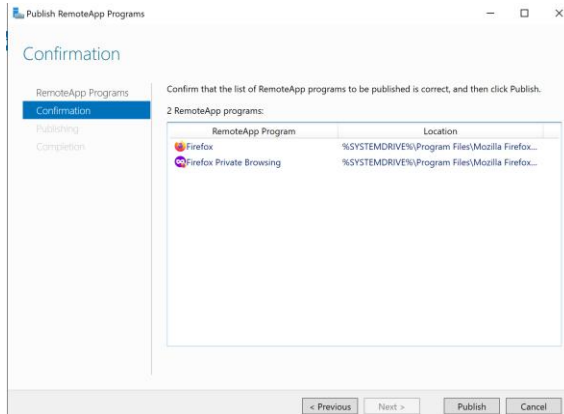 Publish RemoteApp Programs
Confirmation
RemoteApp Programs
Confirmation
Publishing
Completion
Confirm that the list of RemoteApp programs to be published is correct, and then click Publish.
2 RemoteApp programs:
RemoteApp Program Location
Firefox %SYSTEMDRIVE%\Program Files\Mozilla Firefox...
Firefox Private Browsing %SYSTEMDRIVE%\Program Files\Mozilla Firefox...
< Previous Next > Publish Cancel